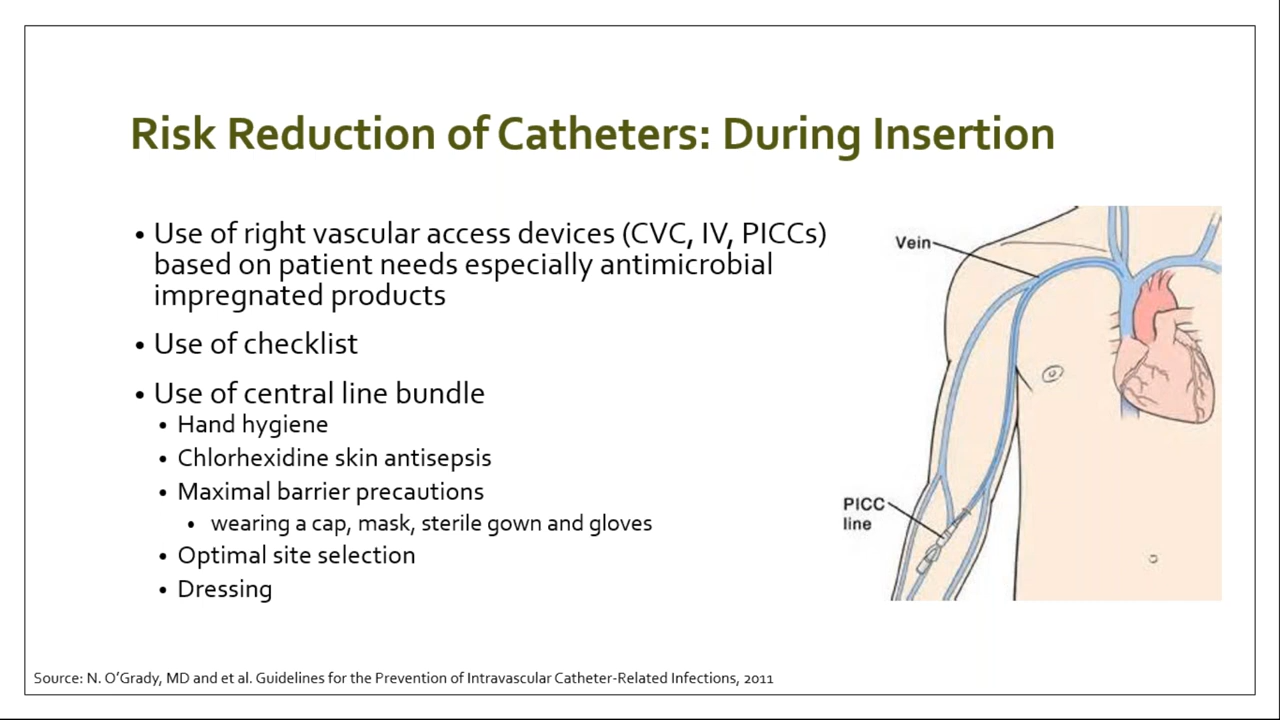 Risk Reduction of Catheters: During Insertion
• Use of right vascular access devices (CVC, IV, PICCs)
based on patient needs especially antimicrobial
impregnated products
• Use of checklist
• Use of central line bundle
• Hand hygiene
• Chlorhexidine skin antisepsis
• Maximal barrier precautions
• wearing a cap, mask, sterile gown and gloves
• Optimal site selection
• Dressing
Vein
PICC
line
Source: N. O’Grady, MD and et al. Guidelines for the Prevention of Intravascular Catheter-Related Infections, 2011